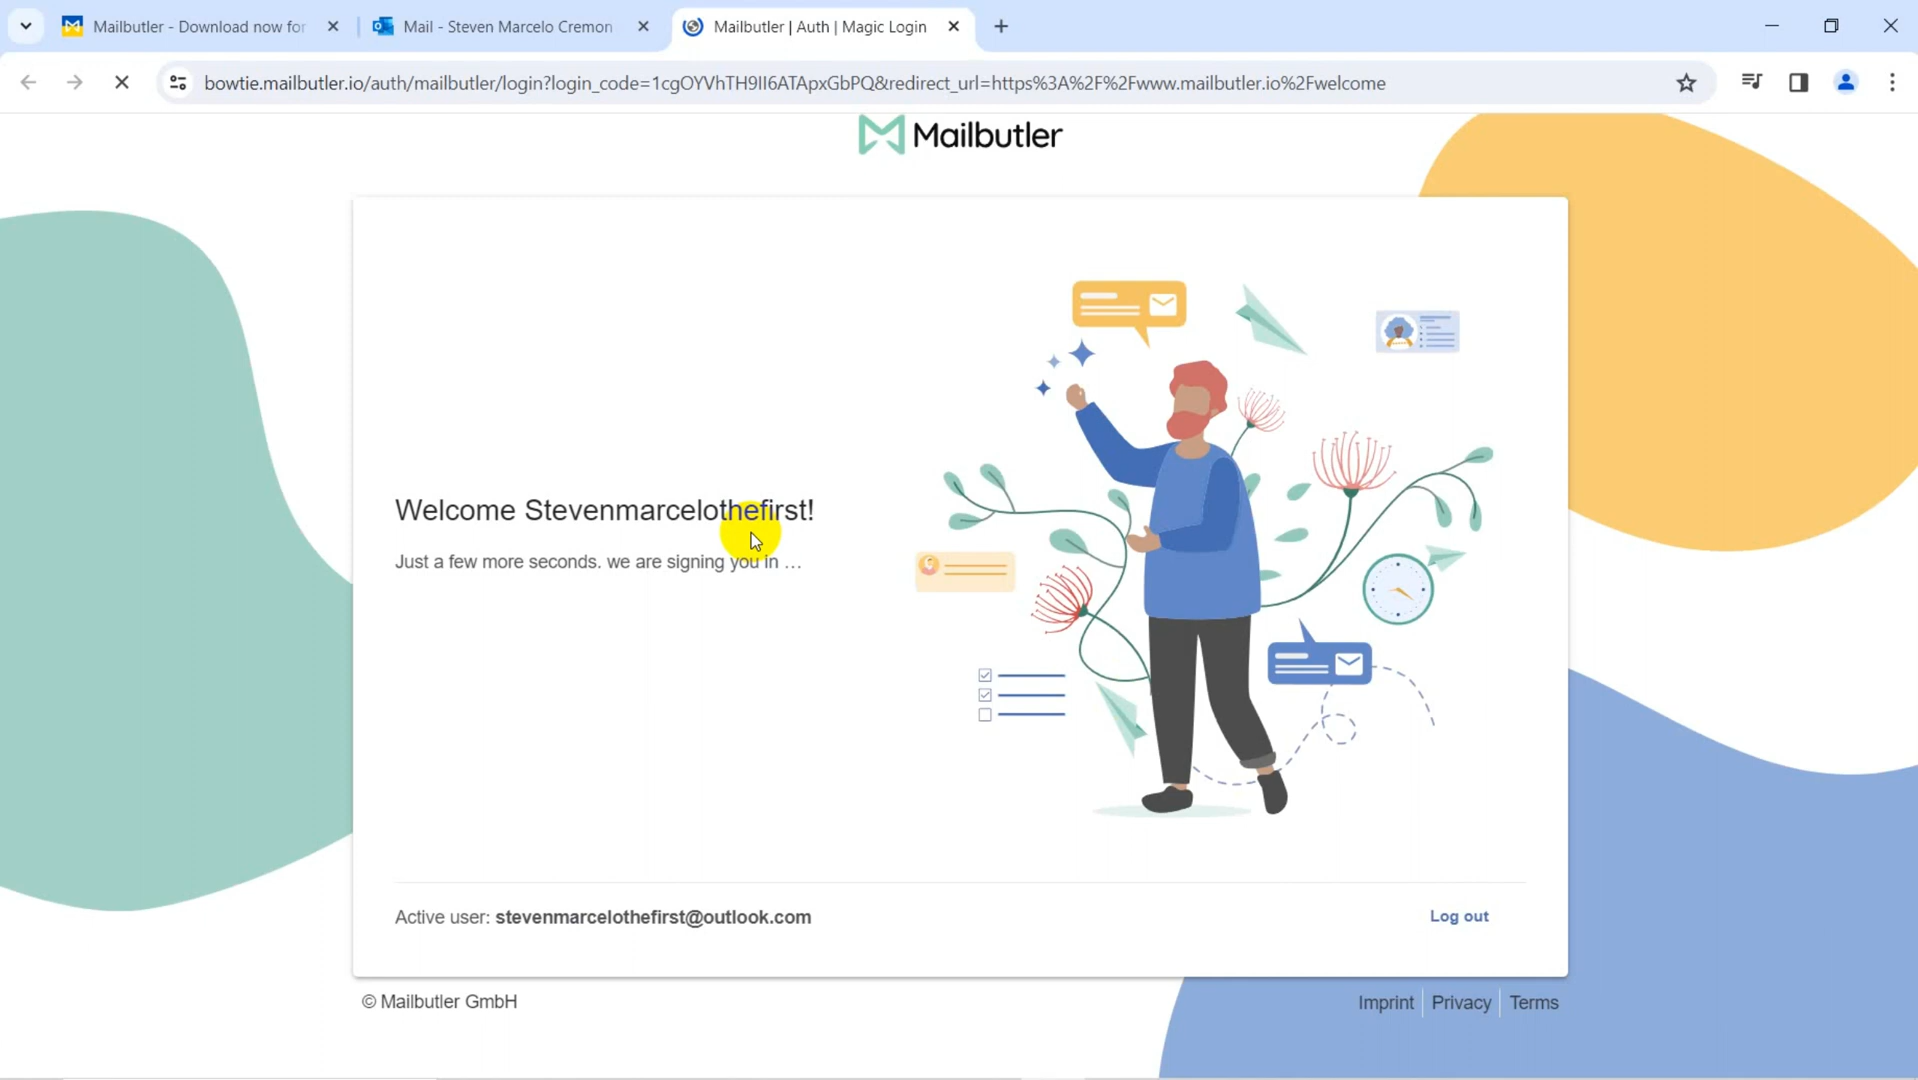 Mailbutler - Download now for
Mail - Steven Marcelo Cremon
Mailbutler | Auth | Magic Login
bowtie.mailbutler.io/auth/mailbutler/login?login_code=1cgOYVhTH9II6ATApxGbPQ&redirect_url=https%3A%2F%2Fwww.mailbutler.io%2Fwelcome
Mailbutler
Welcome Stevenmarcelothefirst!
Just a few more seconds. we are signing you in ...
Active user: stevenmarcelothefirst@outlook.com
Log out
© Mailbutler GmbH
Imprint Privacy Terms